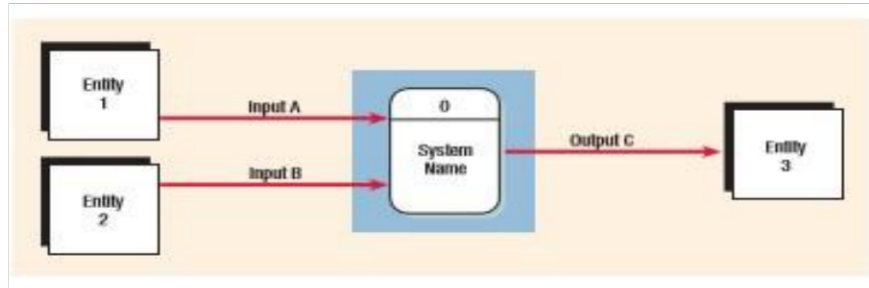 Entity
1
Input A
0
System
Name
Output C
Entity
3
Input B
Entity
2